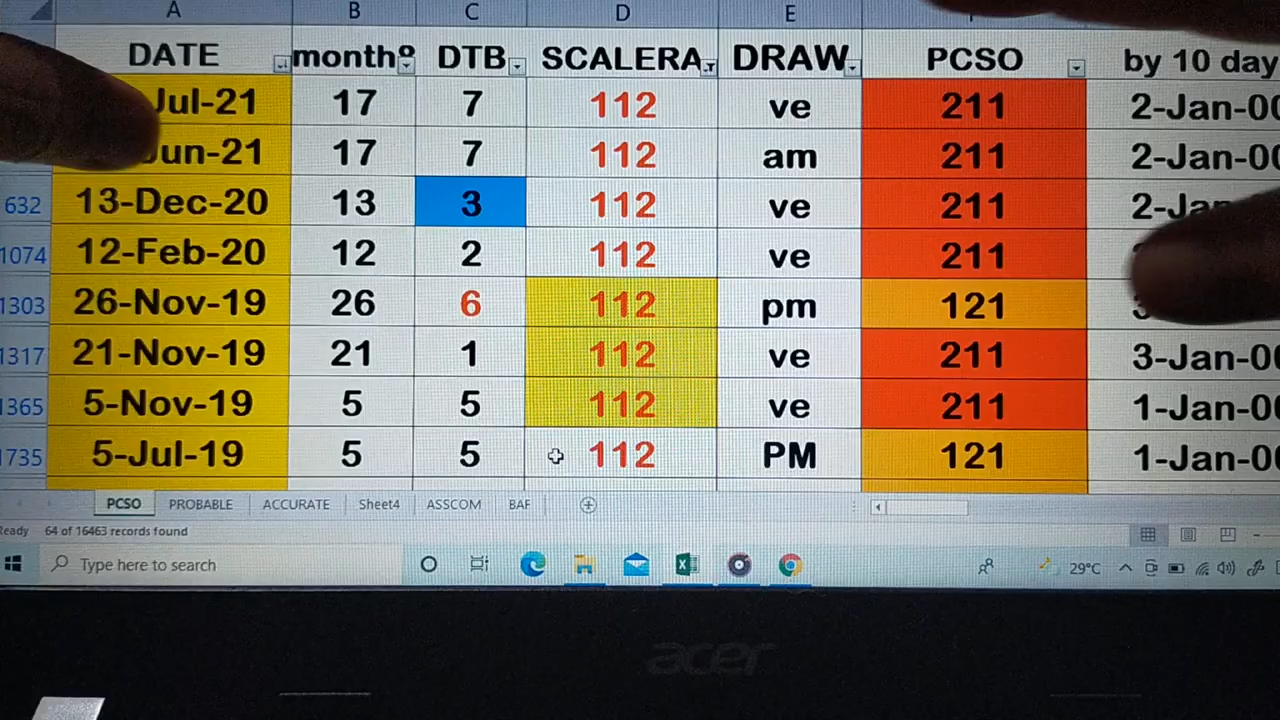 A B C D E
DATE month° DTB SCALERA DRAW PCSO by 10 day
Jul-21 17 7 112 ve 211 2-Jan-00
Jun-21 17 7 112 am 211 2-Jan-00
632 13-Dec-20 13 3 112 ve 211
1074 12-Feb-20 12 2 112 ve 211
1303 26-Nov-19 26 6 112 pm 121
1317 21-Nov-19 21 1 112 ve 211 3-Jan-00
1365 5-Nov-19 5 5 112 ve 211 1-Jan-00
1735 5-Jul-19 5 5 112 PM 121 1-Jan-00
PCSO PROBABLE ACCURATE Sheet4 ASSCOM BAF
Ready 64 of 16463 records found
Type here to search 29°C
acer